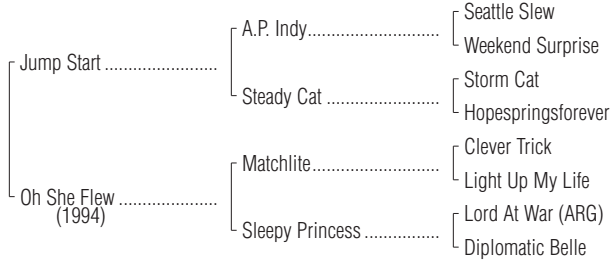 Seattle Slew
A.P. Indy
Weekend Surprise
Jump Start
Storm Cat
Steady Cat
Hopespringsforever
Clever Trick
Matchlite
Light Up My Life
Oh She Flew
(1994)
Lord At War (ARG)
Sleepy Princess
Diplomatic Belle